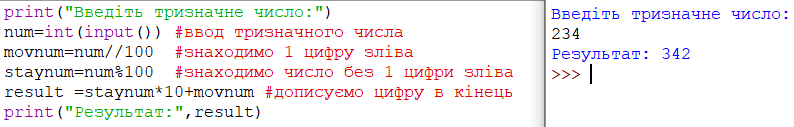 print("Введіть тризначне число:")
num=int(input()) #ввод тризначного числа
movnum=num//100  #знаходимо 1 цифру зліва
staynum=num%100  #знаходимо число без 1 цифри зліва
result =staynum*10+movnum #дописуємо цифру в кінець
print("Результат:",result)
Введіть тризначне число:
234
Результат: 342
>>>